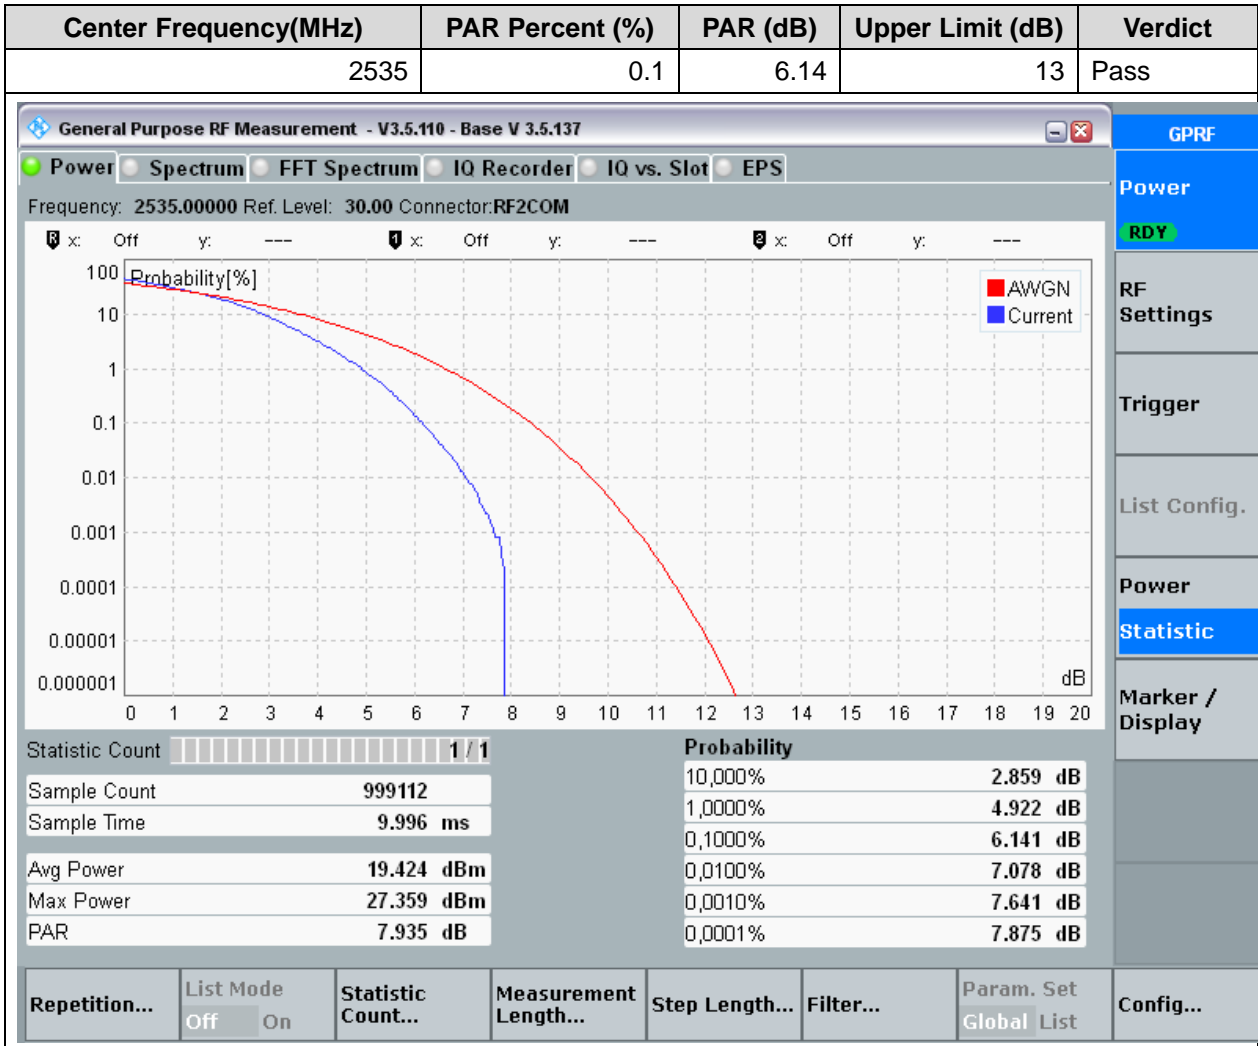 Center Frequency(MHz) PAR Percent (%) PAR (dB) Upper Limit (dB) Verdict
2535 0.1 6.14 13 Pass
General Purpose RF Measurement - V3.5.110 - Base V 3.5.137
GPRF
Power Spectrum FFT Spectrum IQ Recorder IQ vs. Slot EPS
Frequency: 2535.00000 Ref. Level: 30.00 Connector:RF2COM
R x: Off y: --- 1 x: Off y: --- 2 x: Off y: ---
Probability[%]
AWGN
Current
100
10
1
0.1
0.01
0.001
0.0001
0.00001
0.000001
dB
0 1 2 3 4 5 6 7 8 9 10 11 12 13 14 15 16 17 18 19 20
Statistic Count 1 / 1
Sample Count 999112
Sample Time 9.996 ms
Avg Power 19.424 dBm
Max Power 27.359 dBm
PAR 7.935 dB
Probability
10,000% 2.859 dB
1,0000% 4.922 dB
0,1000% 6.141 dB
0,0100% 7.078 dB
0,0010% 7.641 dB
0,0001% 7.875 dB
Power
RDY
RF
Settings
Trigger
List Config.
Power
Statistic
Marker /
Display
Repetition...
List Mode
Off On
Statistic
Count...
Measurement
Length...
Step Length...
Filter...
Param. Set
Global List
Config...